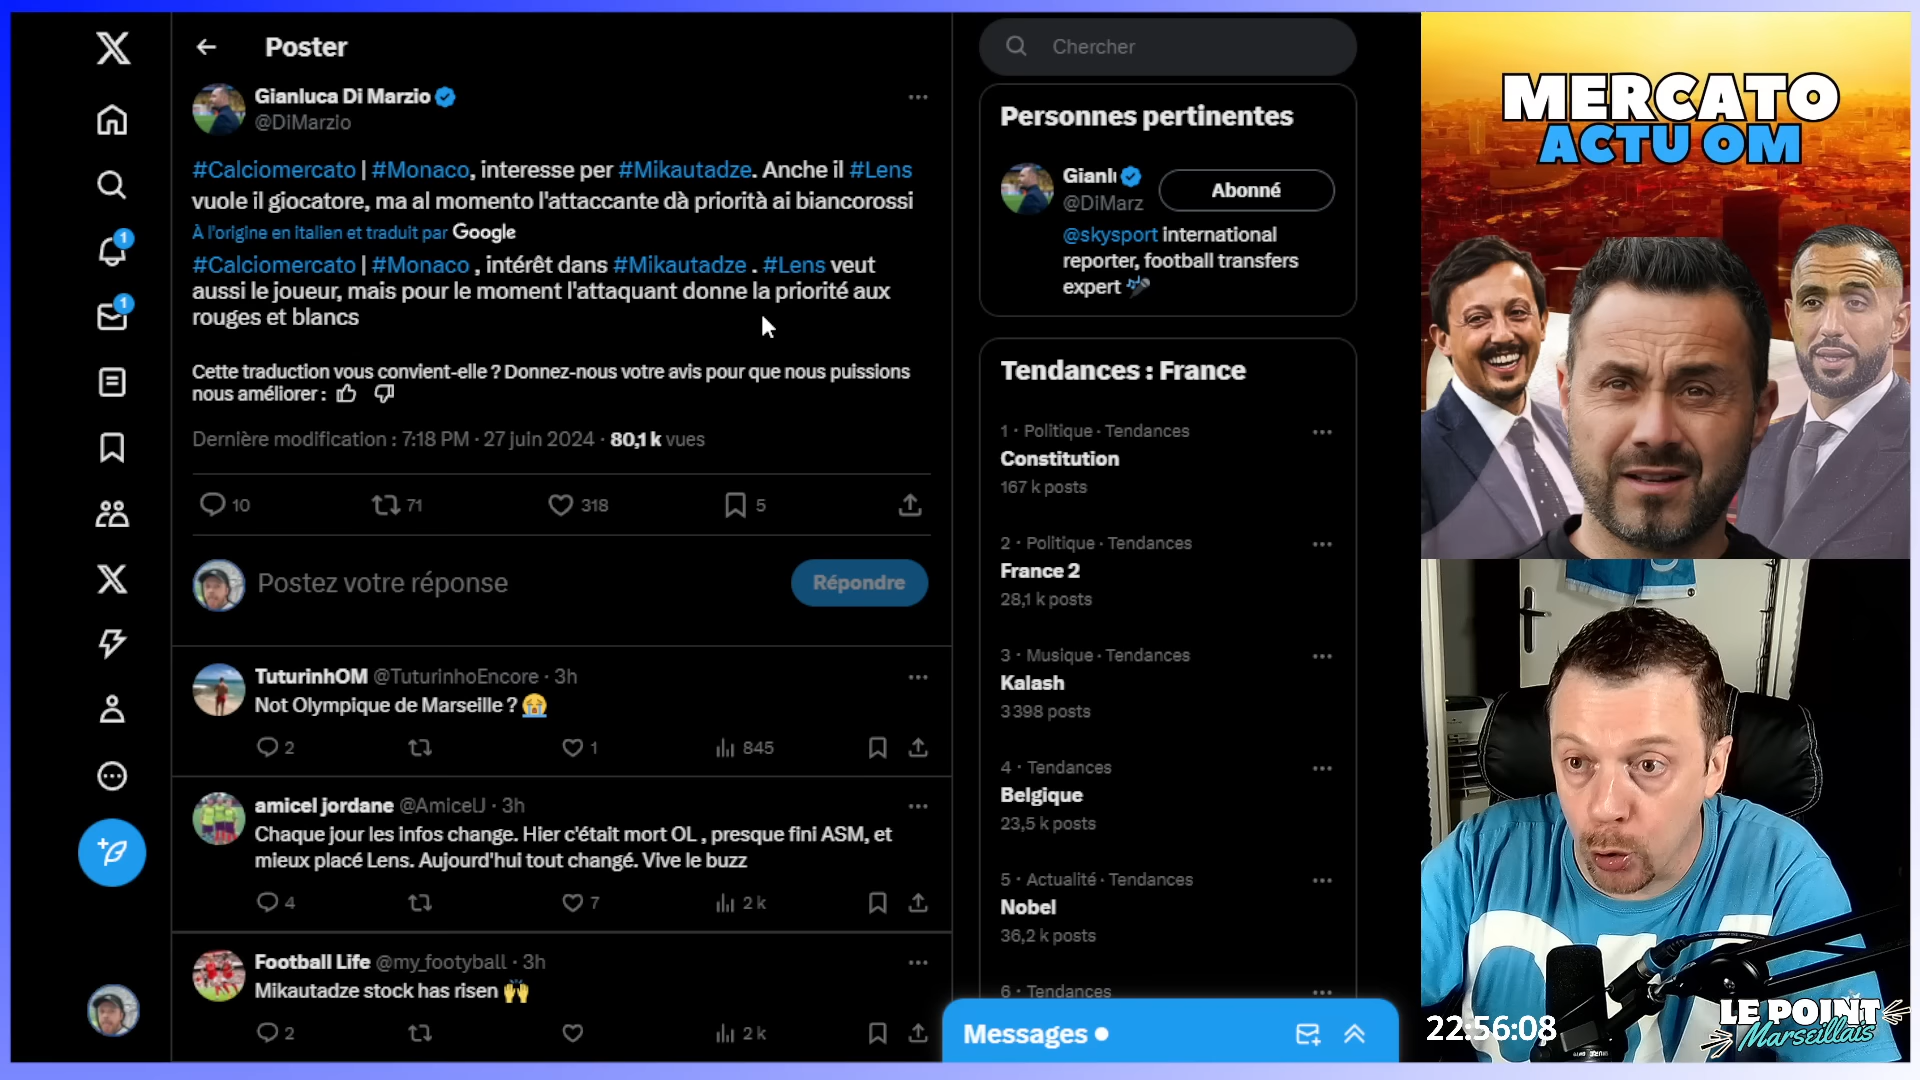 Poster
Gianluca Di Marzio
@DiMarzio
#Calciomercato | #Monaco, interesse per #Mikautadze. Anche il #Lens
vuole il giocatore, ma al momento l'attaccante dà priorità ai biancorossi
À l'origine en italien et traduit par Google
#Calciomercato | #Monaco , intérêt dans #Mikautadze . #Lens veut
aussi le joueur, mais pour le moment l'attaquant donne la priorité aux
rouges et blancs
Cette traduction vous convient-elle ? Donnez-nous votre avis pour que nous puissions
nous améliorer :
Dernière modification : 7:18 PM · 27 juin 2024 · 80,1 k vues
10 71 318 5
Postez votre réponse
Répondre
TuturinhOM @TuturinhoEncore · 3h
Not Olympique de Marseille ? 😭
2 1 845
amicel jordane @AmicelJ · 3h
Chaque jour les infos change. Hier c'était mort OL , presque fini ASM, et
mieux placé Lens. Aujourd'hui tout changé. Vive le buzz
4 7 2 k
Football Life @my_footyball · 3h
Mikautadze stock has risen 🙌
2 2 k
1
1
Chercher
Personnes pertinentes
Gianl
@DiMarz
Abonné
@skysport international
reporter, football transfers
expert
Tendances : France
1 · Politique · Tendances
Constitution
167 k posts
2 · Politique · Tendances
France 2
28,1 k posts
3 · Musique · Tendances
Kalash
3 398 posts
4 · Tendances
Belgique
23,5 k posts
5 · Actualité · Tendances
Nobel
36,2 k posts
6 · Tendances
Messages
MERCATO
ACTU OM
22:56:08
LE POINT
Marseillais